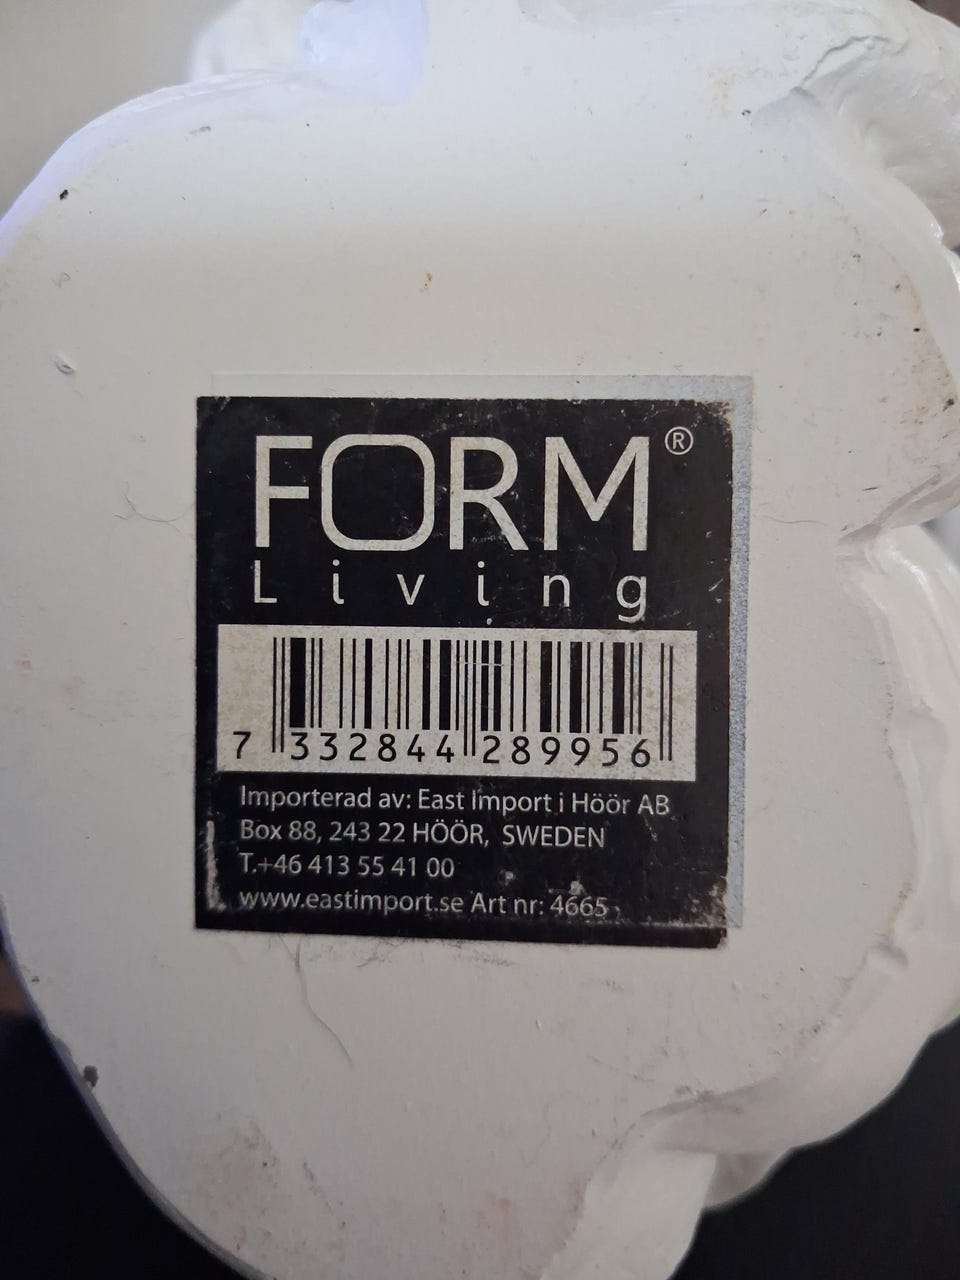 FORM®
Living
7 332844 289956
Importerad av: East Import i Höör AB
Box 88, 243 22 HÖÖR, SWEDEN
T.+46 413 55 41 00
www.eastimport.se Art nr: 4665